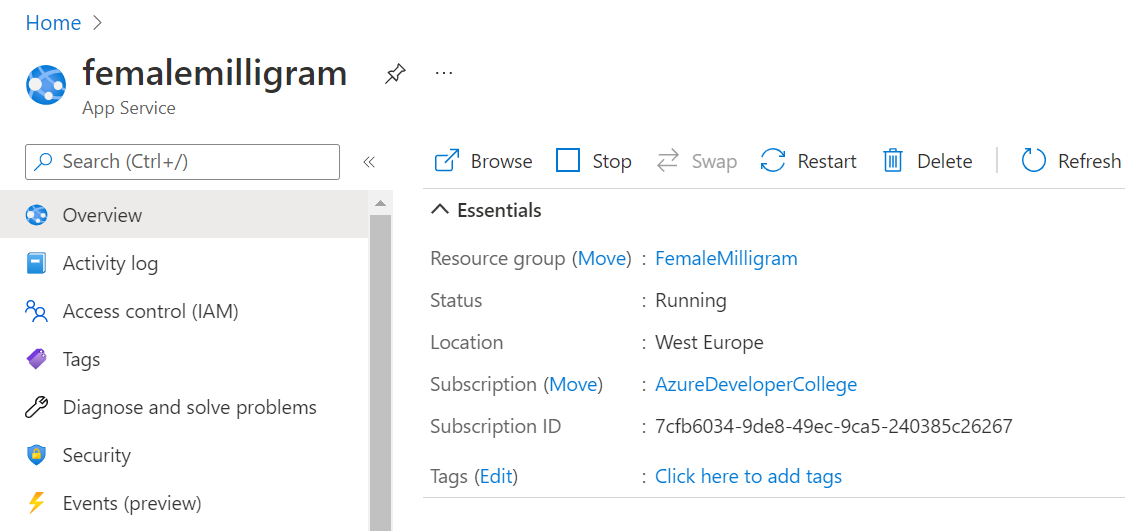 Home >
femalemilligram ...
App Service
Search (Ctrl+/) «
Browse Stop Swap Restart Delete Refresh
Overview
Activity log
Access control (IAM)
Tags
Diagnose and solve problems
Security
Events (preview)
Essentials
Resource group (Move) : FemaleMilligram
Status : Running
Location : West Europe
Subscription (Move) : AzureDeveloperCollege
Subscription ID : 7cfb6034-9de8-49ec-9ca5-240385c26267
Tags (Edit) : Click here to add tags